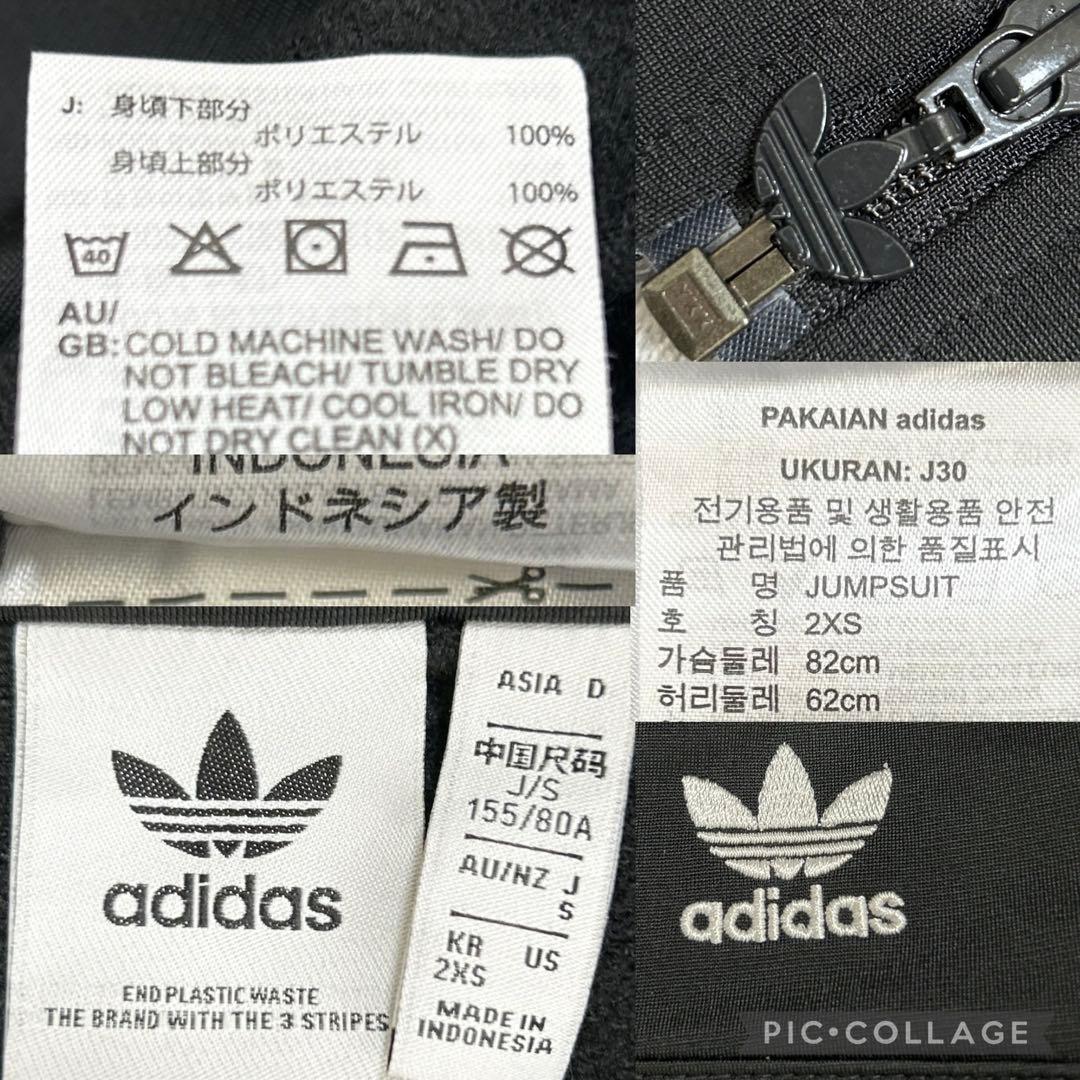 J: 身頃下部分
ポリエステル 100%
身頃上部分
ポリエステル 100%
40
AU/
GB: COLD MACHINE WASH/ DO
NOT BLEACH/ TUMBLE DRY
LOW HEAT/ COOL IRON/ DO
NOT DRY CLEAN (X)
YKK
INDONESIA
インドネシア製
PAKAIAN adidas
UKURAN: J30
전기용품 및 생활용품 안전
관리법에 의한 품질표시
품 명 JUMPSUIT
호 칭 2XS
가슴둘레 82cm
허리둘레 62cm
adidas
END PLASTIC WASTE
THE BRAND WITH THE 3 STRIPES
ASIA D
中国尺码
J/S
155/80A
AU/NZ J
S
KR US
2XS
MADE IN
INDONESIA
adidas
PIC•COLLAGE